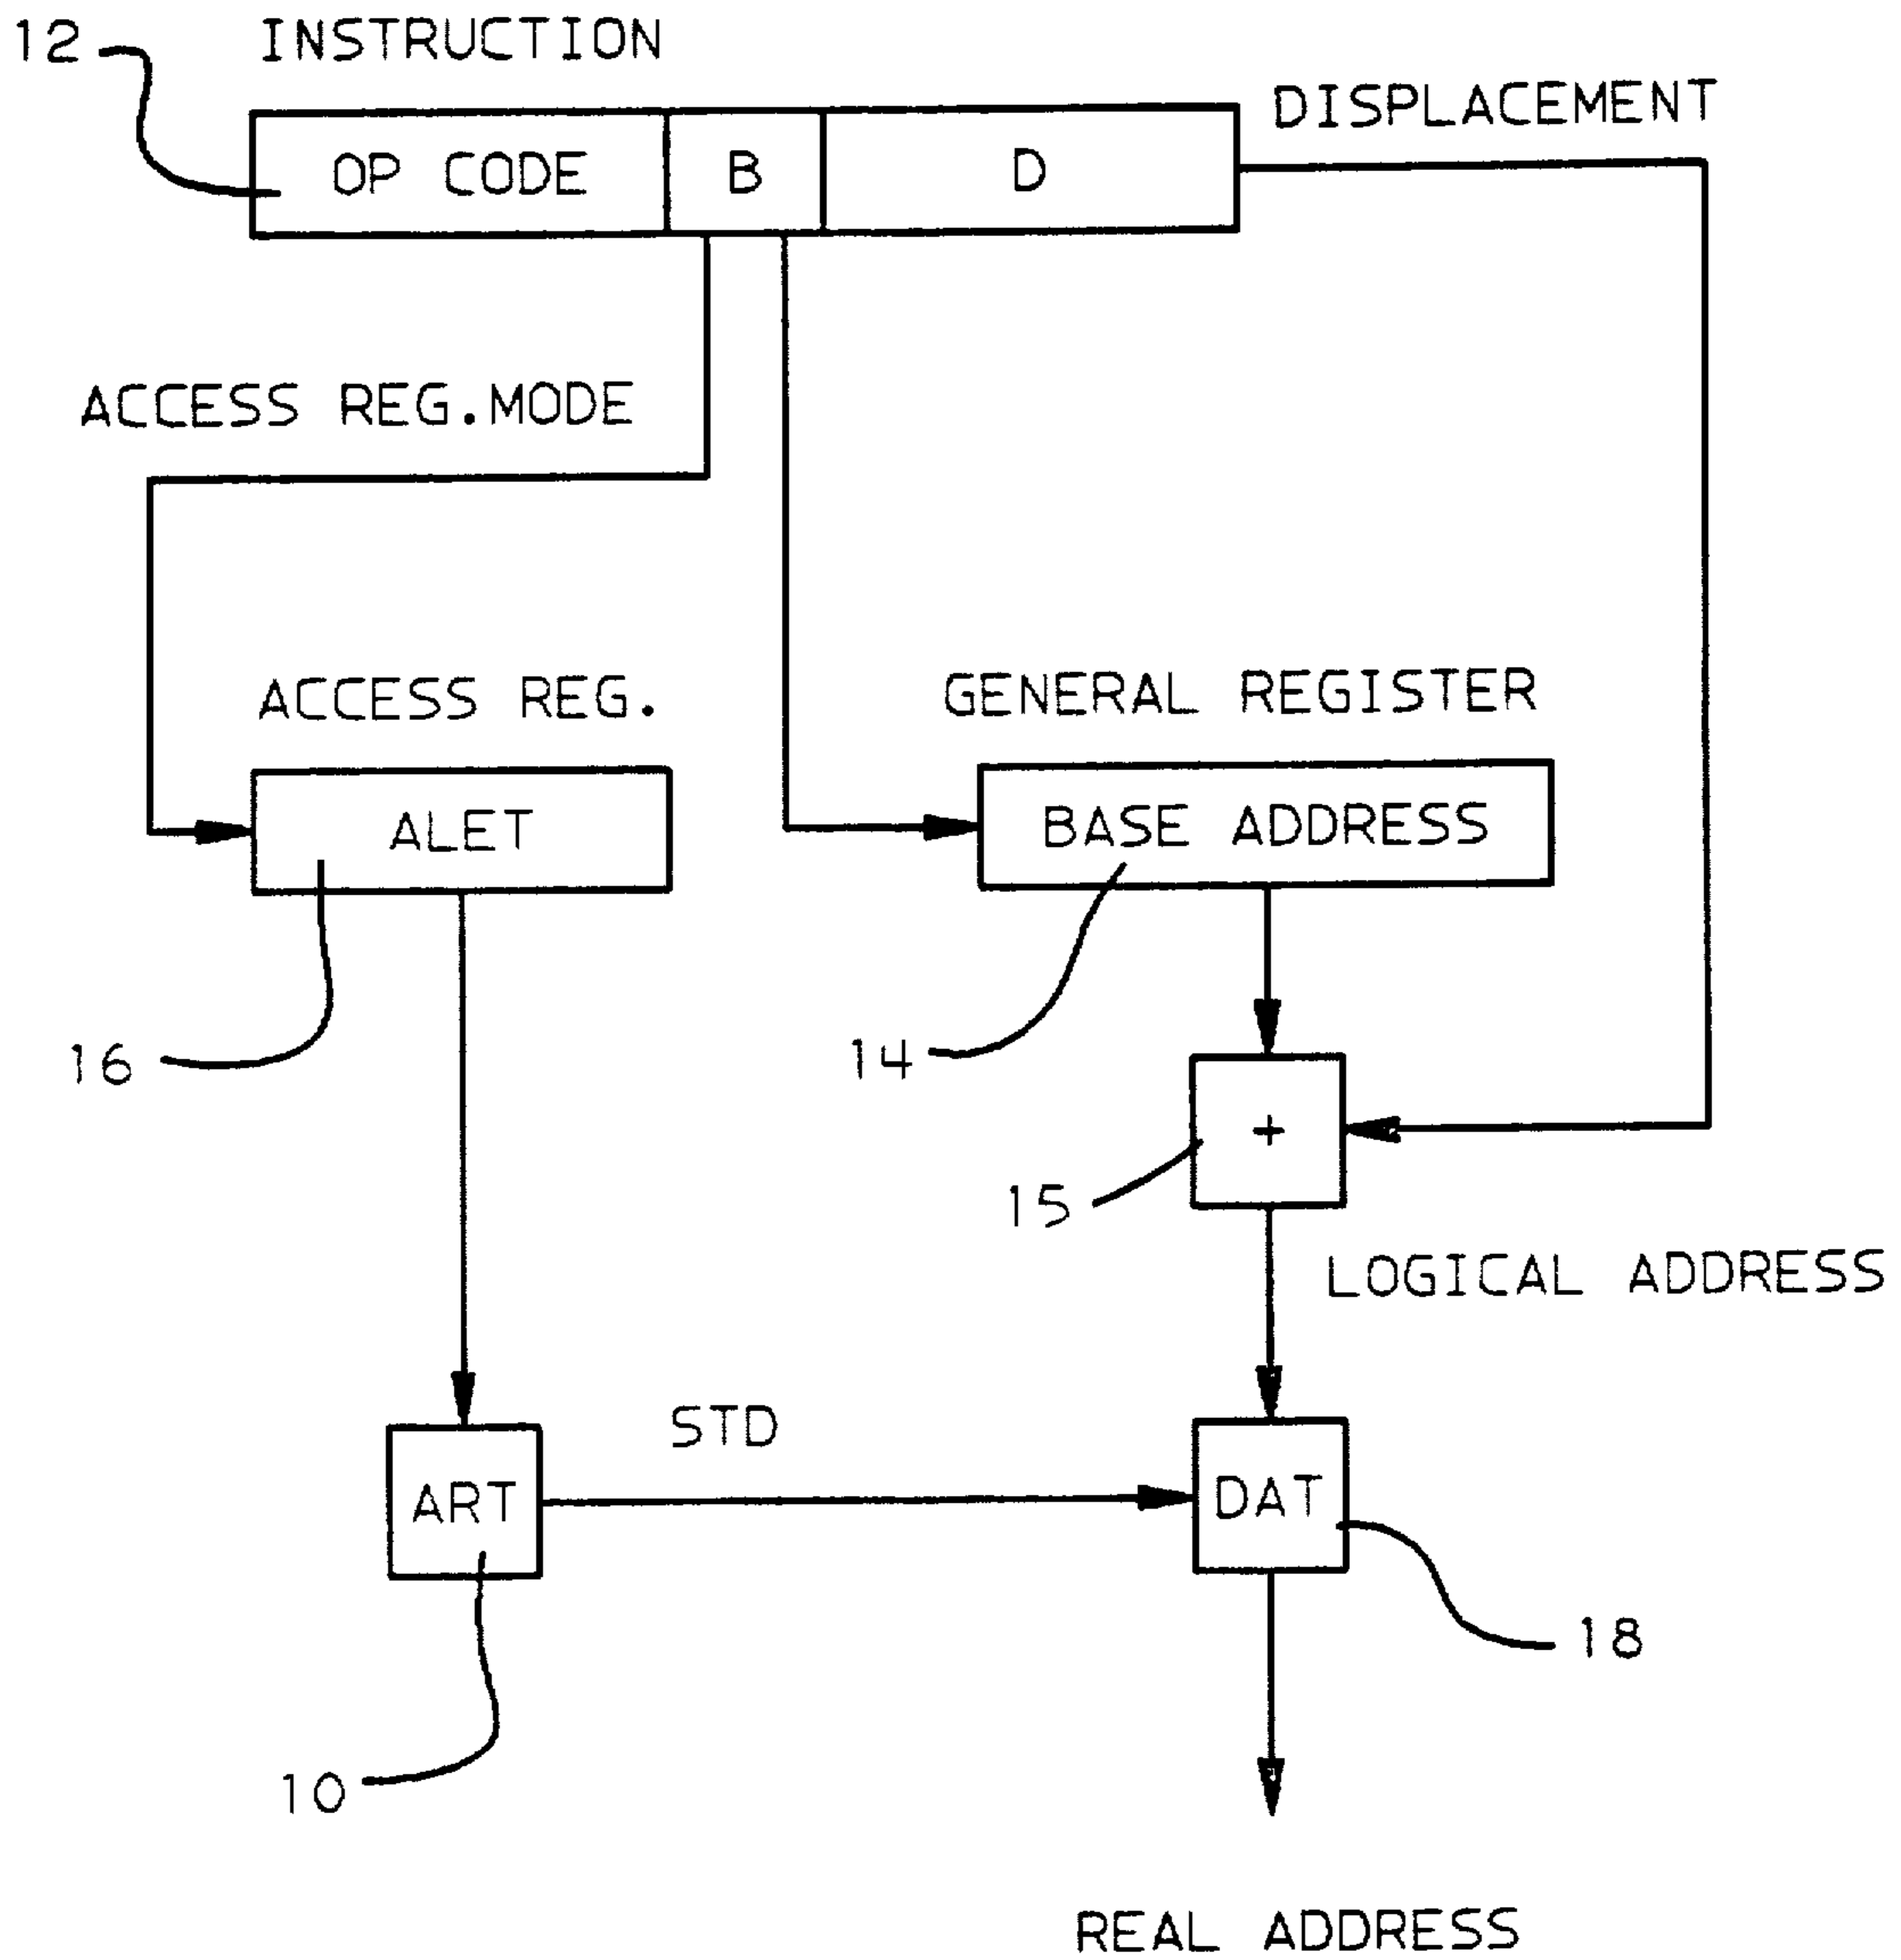 12 INSTRUCTION
DISPLACEMENT
OP CODE B D
ACCESS REG.MODE
ACCESS REG.
GENERAL REGISTER
ALET
BASE ADDRESS
16
14
+
15
LOGICAL ADDRESS
STD
ART
DAT
18
10
REAL ADDRESS